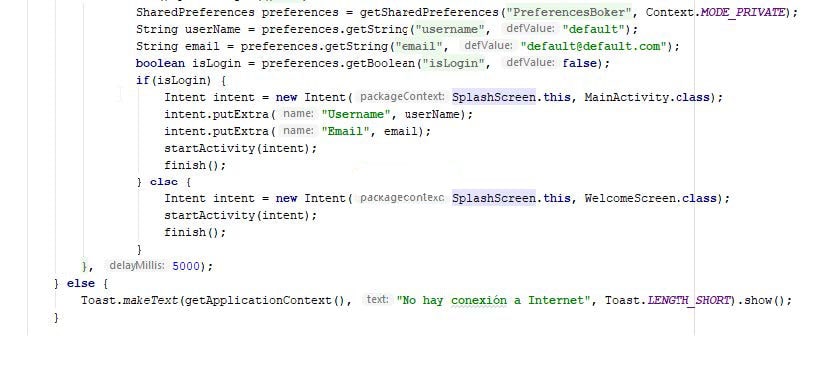 SharedPreferences preferences = getSharedPreferences("PreferencesBoker", Context.MODE_PRIVATE);
String userName = preferences.getString("username", defValue: "default");
String email = preferences.getString("email", defValue: "default@default.com");
boolean isLogin = preferences.getBoolean("isLogin", defValue: false);
if(isLogin) {
Intent intent = new Intent( packageContext: SplashScreen.this, MainActivity.class);
intent.putExtra( name: "Username", userName);
intent.putExtra( name: "Email", email);
startActivity(intent);
finish();
} else {
Intent intent = new Intent( packageContext: SplashScreen.this, WelcomeScreen.class);
startActivity(intent);
finish();
}
}, delayMillis: 5000);
} else {
Toast.makeText(getApplicationContext(), text: "No hay conexión a Internet", Toast.LENGTH_SHORT).show();
}